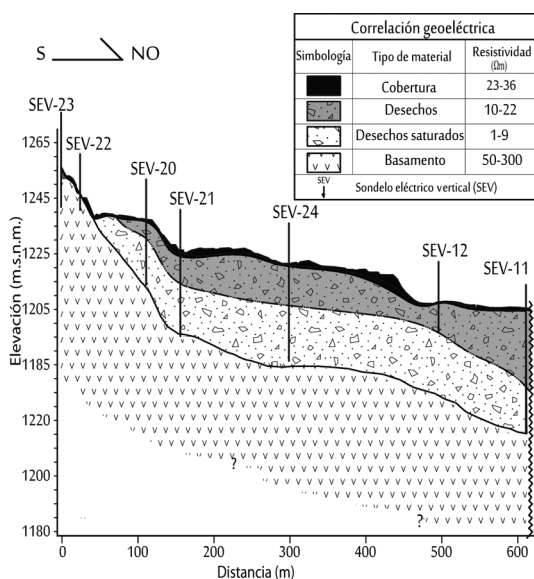 Correlación geoeléctrica
Simbología Tipo de material Resistividad (Ωm)
Cobertura 23-36
Desechos 10-22
Desechos saturados 1-9
Basamento 50-300
SEV Sondelo eléctrico vertical (SEV)
S NO
SEV-23
SEV-22
SEV-20
SEV-21
SEV-24
SEV-12
SEV-11
Elevación (m.s.n.m.)
1265
1245
1225
1205
1185
1220
1200
1180
?
?
0 100 200 300 400 500 600
Distancia (m)